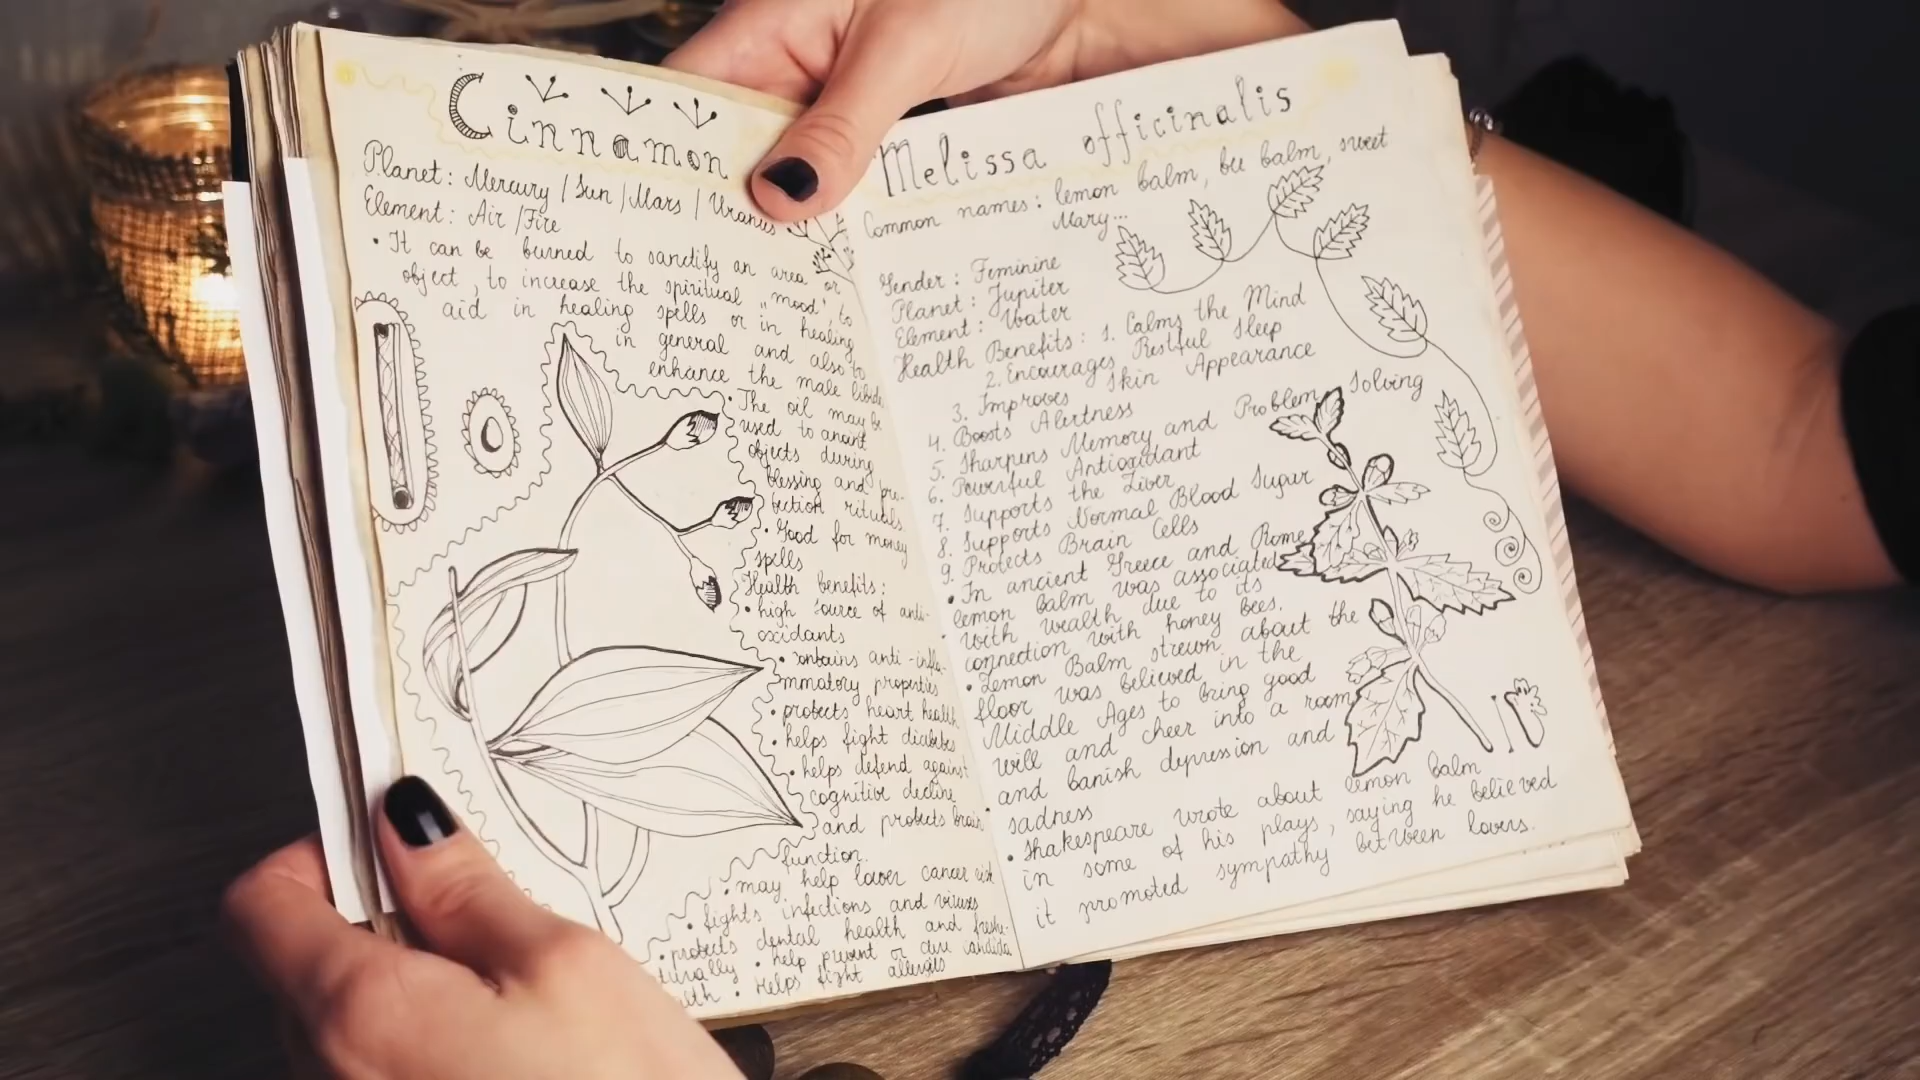 Cinnamon
Planet: Mercury / Sun / Mars / Uranus
Element: Air / Fire
• It can be burned to sanctify an area or
object, to increase the spiritual „mood", to
aid in healing spells or in healing
in general and also to
enhance the male libido
• The oil may be
used to anoint
objects during
blessing and pro-
tection rituals.
• Good for money
spells
Health benefits:
• high source of anti-
oxidants
• contains anti-infla-
mmatory properties
• protects heart health
• helps fight diabetes
• helps defend against
cognitive decline
and protects brain
function.
• may help lower cancer risk
• fights infections and viruses
• protects dental health and freshe-
• help prevent or cure candida
• Helps fight allergies
Melissa officinalis
Common names: lemon balm, bee balm, sweet
Mary...
Gender: Feminine
Planet: Jupiter
Element: Water
Health Benefits: 1. Calms the Mind
2. Encourages Restful Sleep
3. Improves Skin Appearance
4. Boosts Alertness
5. Sharpens Memory and Problem Solving
6. Powerful Antioxidant
7. Supports the Liver
8. Supports Normal Blood Sugar
9. Protects Brain Cells
• In ancient Greece and Rome
lemon balm was associated
with wealth due to its
connection with honey bees.
• Lemon Balm strewn about the
floor was believed in the
Middle Ages to bring good
will and cheer into a room
and banish depression and
sadness
• Shakespeare wrote about lemon balm
in some of his plays, saying he believed
it promoted sympathy between lovers.